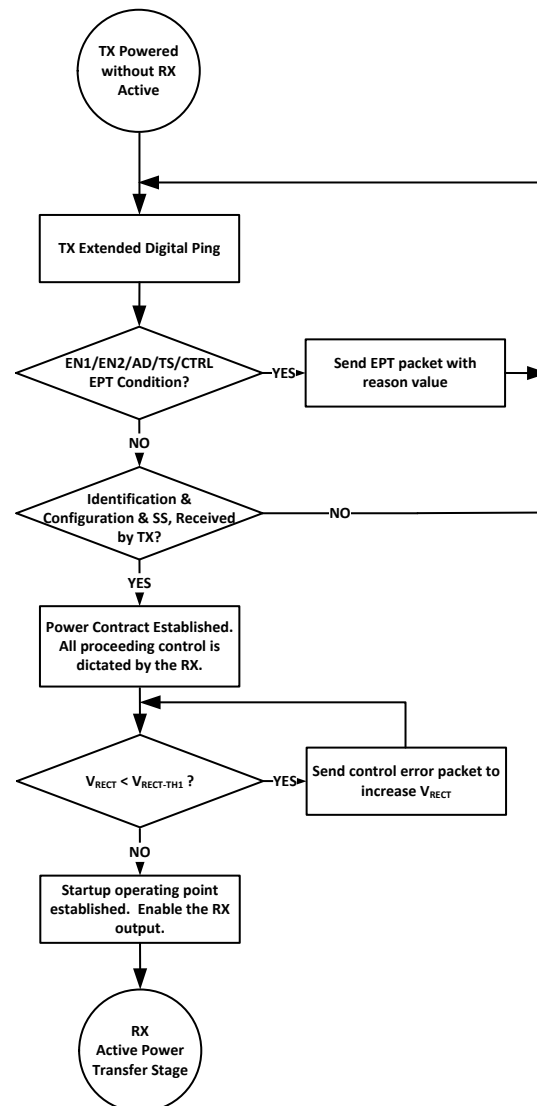 TX Powered
without RX
Active
TX Extended Digital Ping
EN1/EN2/AD/TS/CTRL
EPT Condition?
YES
Send EPT packet with
reason value
NO
Identification &
Configuration & SS, Received
by TX?
NO
YES
Power Contract Established.
All proceeding control is
dictated by the RX.
VRECT < VRECT-TH1 ?
YES
Send control error packet to
increase VRECT
NO
Startup operating point
established. Enable the RX
output.
RX
Active Power
Transfer Stage